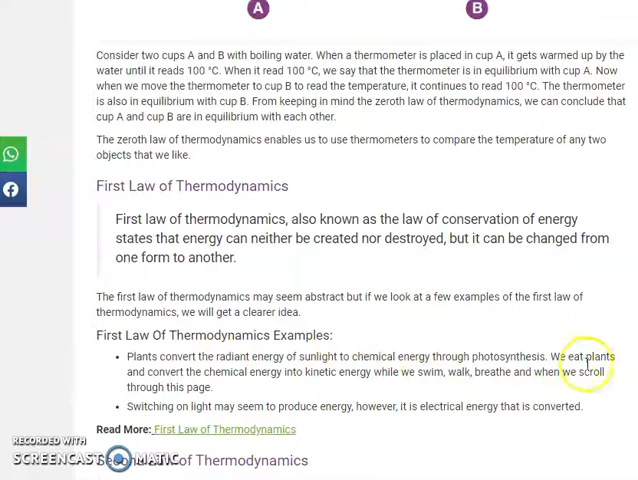 A
B
Consider two cups A and B with boiling water. When a thermometer is placed in cup A, it gets warmed up by the
water until it reads 100 °C. When it read 100 °C, we say that the thermometer is in equilibrium with cup A. Now
when we move the thermometer to cup B to read the temperature, it continues to read 100 °C. The thermometer
is also in equilibrium with cup B. From keeping in mind the zeroth law of thermodynamics, we can conclude that
cup A and cup B are in equilibrium with each other.
The zeroth law of thermodynamics enables us to use thermometers to compare the temperature of any two
objects that we like.
First Law of Thermodynamics
First law of thermodynamics, also known as the law of conservation of energy
states that energy can neither be created nor destroyed, but it can be changed from
one form to another.
The first law of thermodynamics may seem abstract but if we look at a few examples of the first law of
thermodynamics, we will get a clearer idea.
First Law Of Thermodynamics Examples:
• Plants convert the radiant energy of sunlight to chemical energy through photosynthesis. We eat plants
and convert the chemical energy into kinetic energy while we swim, walk, breathe and when we scroll
through this page.
• Switching on light may seem to produce energy, however, it is electrical energy that is converted.
Read More: First Law of Thermodynamics
RECORDED WITH
SCREENCAST MATIC
Second Law of Thermodynamics